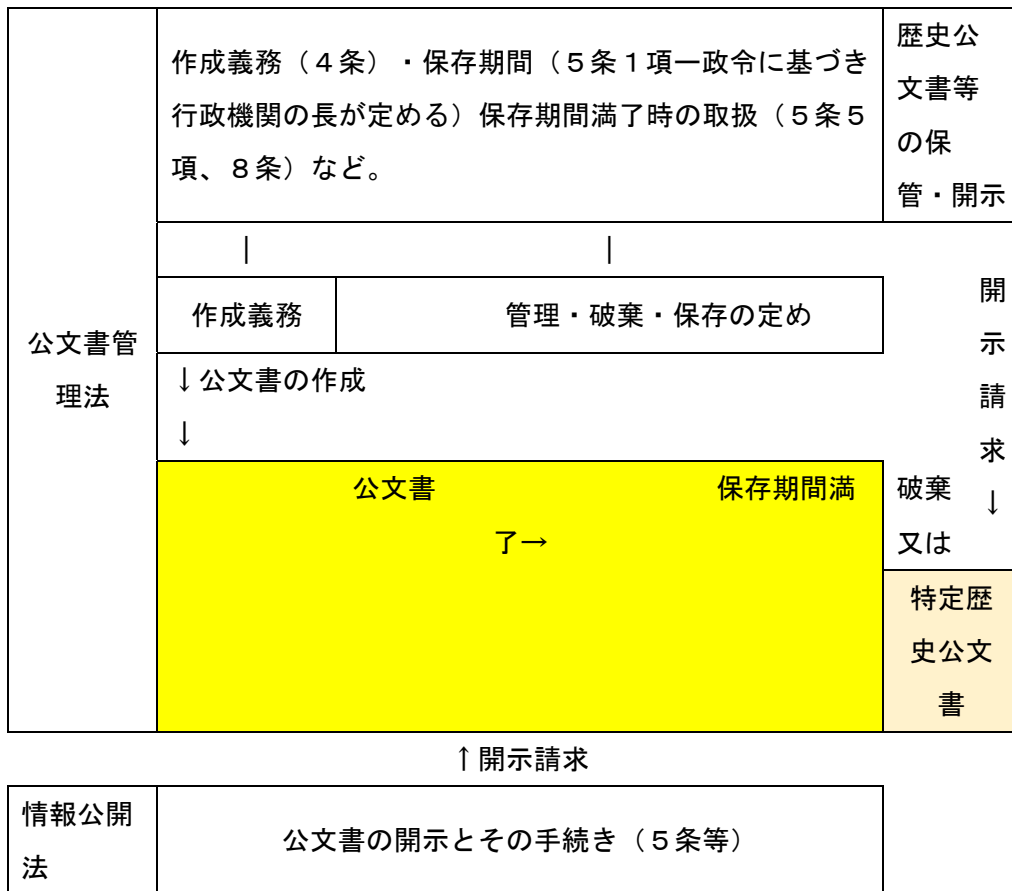 作成義務（４条）・保存期間（５条１項ー政令に基づき
行政機関の長が定める）保存期間満了時の取扱（５条５
項、８条）など。
歴史公
文書等
の保
管・開示
｜ ｜
公文書管
理法
作成義務
管理・破棄・保存の定め
↓公文書の作成
↓
開
示
請
求
↓
公文書 保存期間満
了→
破棄
又は
特定歴
史公文
書
↑開示請求
情報公開
法
公文書の開示とその手続き（５条等）